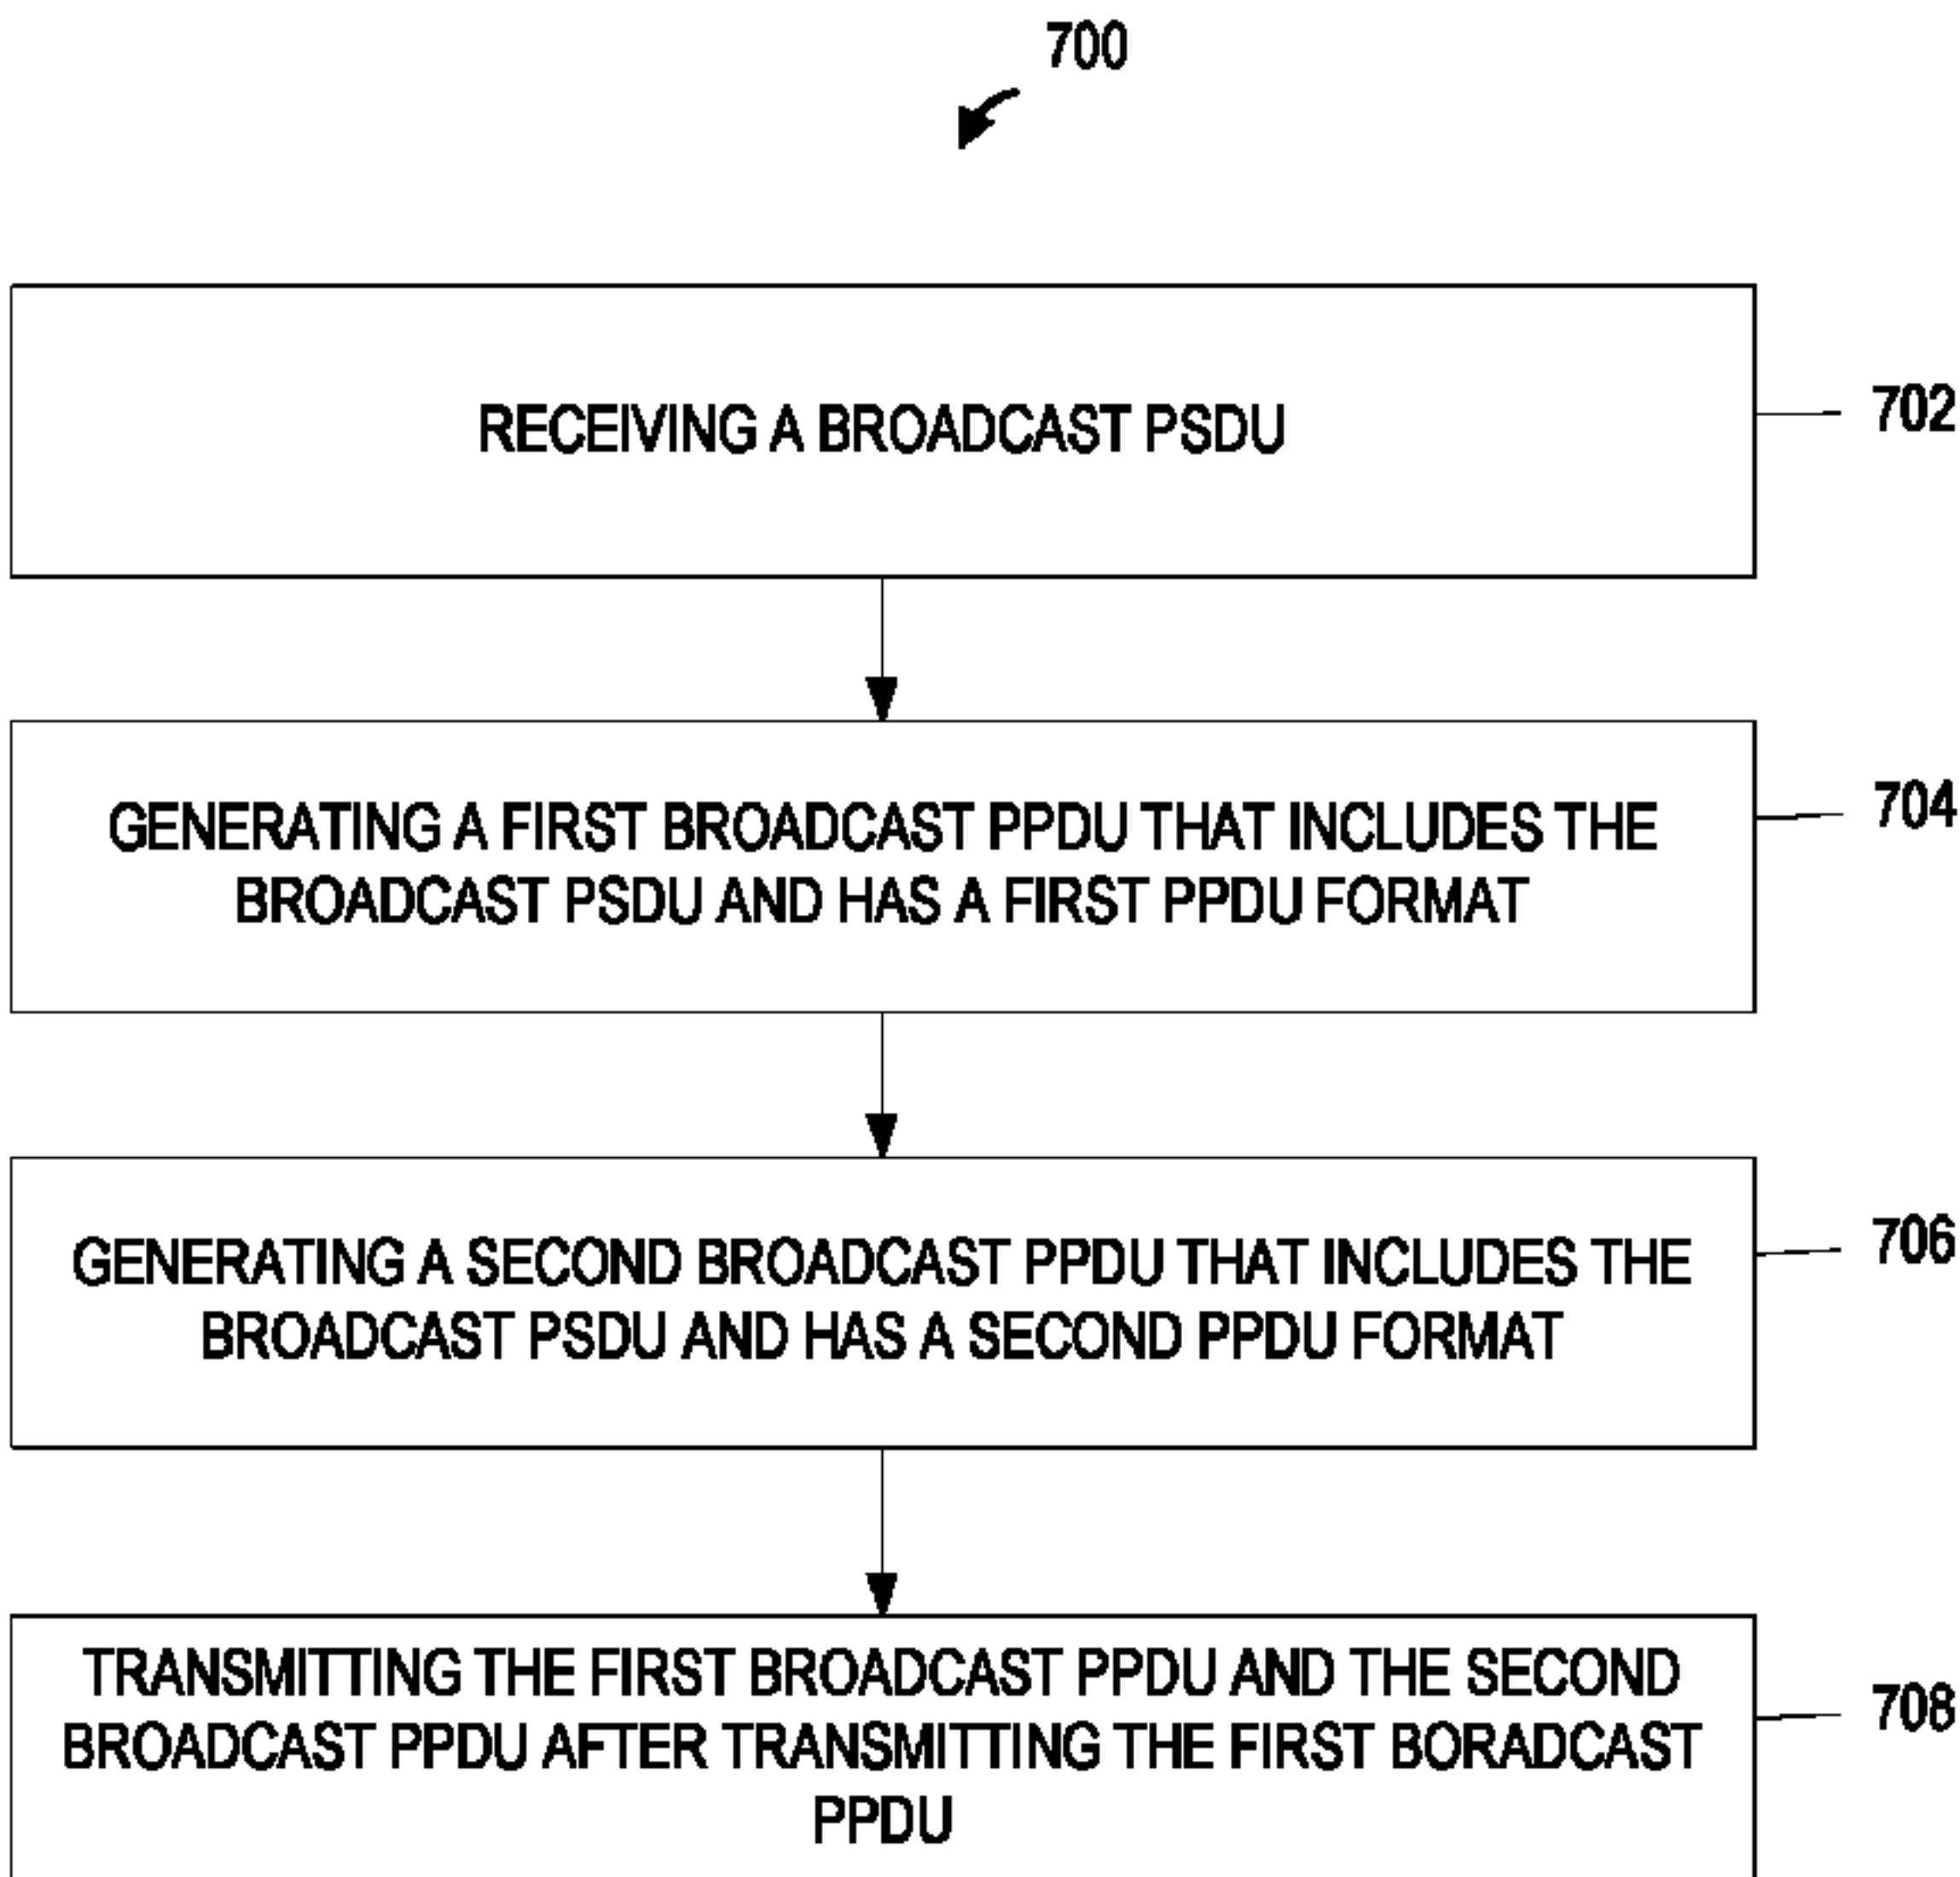 700
RECEIVING A BROADCAST PSDU
702
GENERATING A FIRST BROADCAST PPDU THAT INCLUDES THE
BROADCAST PSDU AND HAS A FIRST PPDU FORMAT
704
GENERATING A SECOND BROADCAST PPDU THAT INCLUDES THE
BROADCAST PSDU AND HAS A SECOND PPDU FORMAT
706
TRANSMITTING THE FIRST BROADCAST PPDU AND THE SECOND
BROADCAST PPDU AFTER TRANSMITTING THE FIRST BORADCAST
PPDU
708